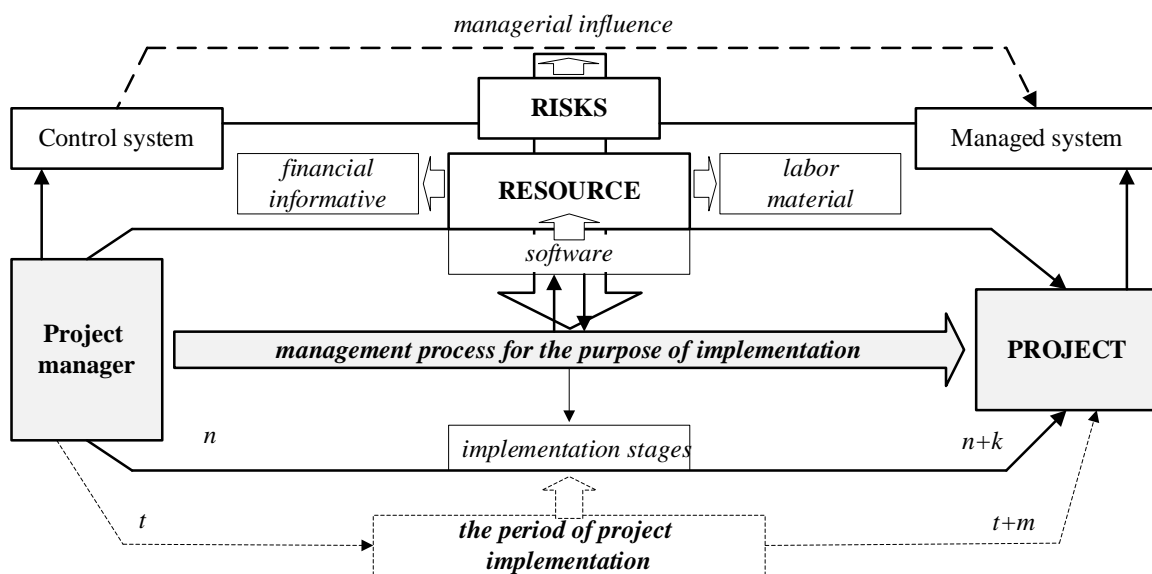 managerial influence
RISKS
Control system
Managed system
financial
informative
RESOURCE
labor
material
software
Project
manager
management process for the purpose of implementation
PROJECT
n
implementation stages
n+k
t
the period of project
implementation
t+m